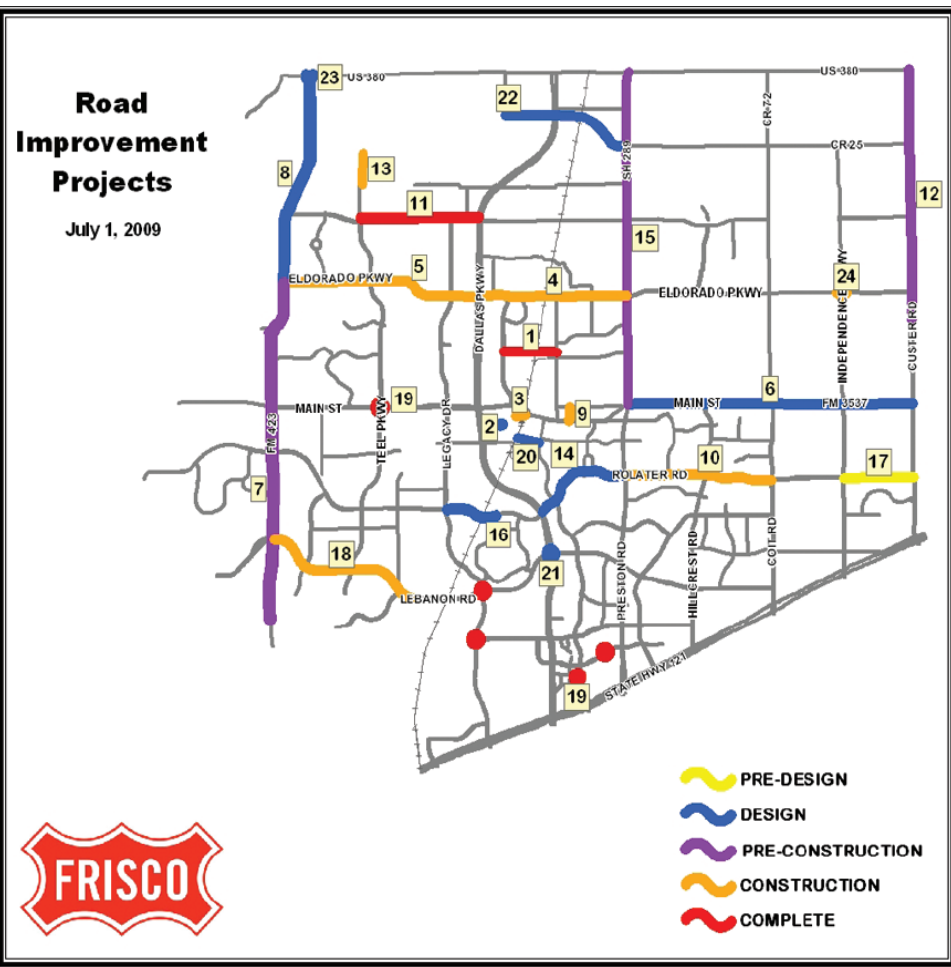 Road
Improvement
Projects
July 1, 2009
23
US 380
US 380
22
CR 72
8
13
SH 289
CR 25
12
11
15
5
ELDORADO PKWY
4
ELDORADO PKWY
24
INDEPENDENCE PKWY
DALLAS PKWY
CUSTER RD
1
6
19
MAIN ST
3
MAIN ST
FM 3537
TEEL PKWY
LEGACY DR
2
9
FM 423
20
14
ROLATER RD
10
17
7
16
18
21
PRESTON RD
HILLCREST RD
COIT RD
LEBANON RD
19
STATE HWY 121
PRE-DESIGN
DESIGN
PRE-CONSTRUCTION
CONSTRUCTION
COMPLETE
FRISCO